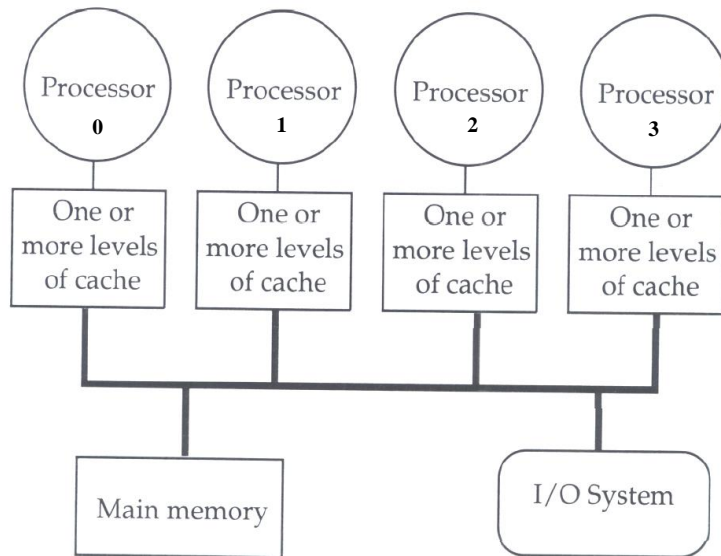 Processor
0
Processor
1
Processor
2
Processor
3
One or
more levels
of cache
One or
more levels
of cache
One or
more levels
of cache
One or
more levels
of cache
Main memory
I/O System